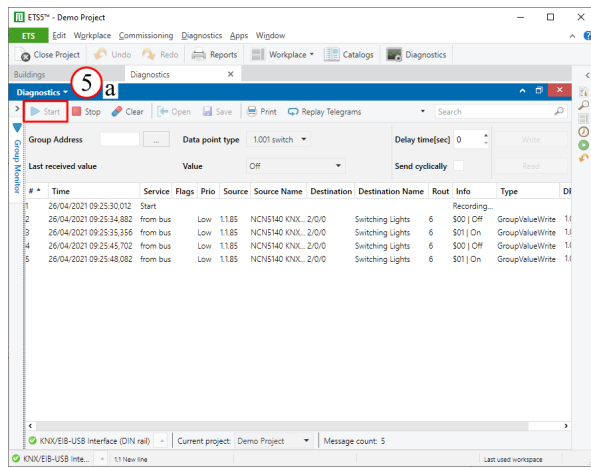 ETS5™ - Demo Project
ETS Edit Workplace Commissioning Diagnostics Apps Window
Close Project Undo Redo Reports Workplace Catalogs Diagnostics
Buildings Diagnostics
5 a
Diagnostics
Start Stop Clear Open Save Print Replay Telegrams Search
Group Monitor
Group Address ... Data point type 1.001 switch Delay time[sec] 0 Write
Last received value Value Off Send cyclically Read
# Time Service Flags Prio Source Source Name Destination Destination Name Rout Info Type DP
1 26/04/2021 09:25:30,012 Start Recording...
2 26/04/2021 09:25:34,882 from bus Low 1.1.85 NCN5140 KNX... 2/0/0 Switching Lights 6 $00 | Off GroupValueWrite 1.0
3 26/04/2021 09:25:35,356 from bus Low 1.1.85 NCN5140 KNX... 2/0/0 Switching Lights 6 $01 | On GroupValueWrite 1.0
4 26/04/2021 09:25:45,702 from bus Low 1.1.85 NCN5140 KNX... 2/0/0 Switching Lights 6 $00 | Off GroupValueWrite 1.0
5 26/04/2021 09:25:48,082 from bus Low 1.1.85 NCN5140 KNX... 2/0/0 Switching Lights 6 $01 | On GroupValueWrite 1.0
KNX/EIB-USB Interface (DIN rail) Current project: Demo Project Message count: 5
KNX/EIB-USB Inte... 1.1 New line Last used workspace